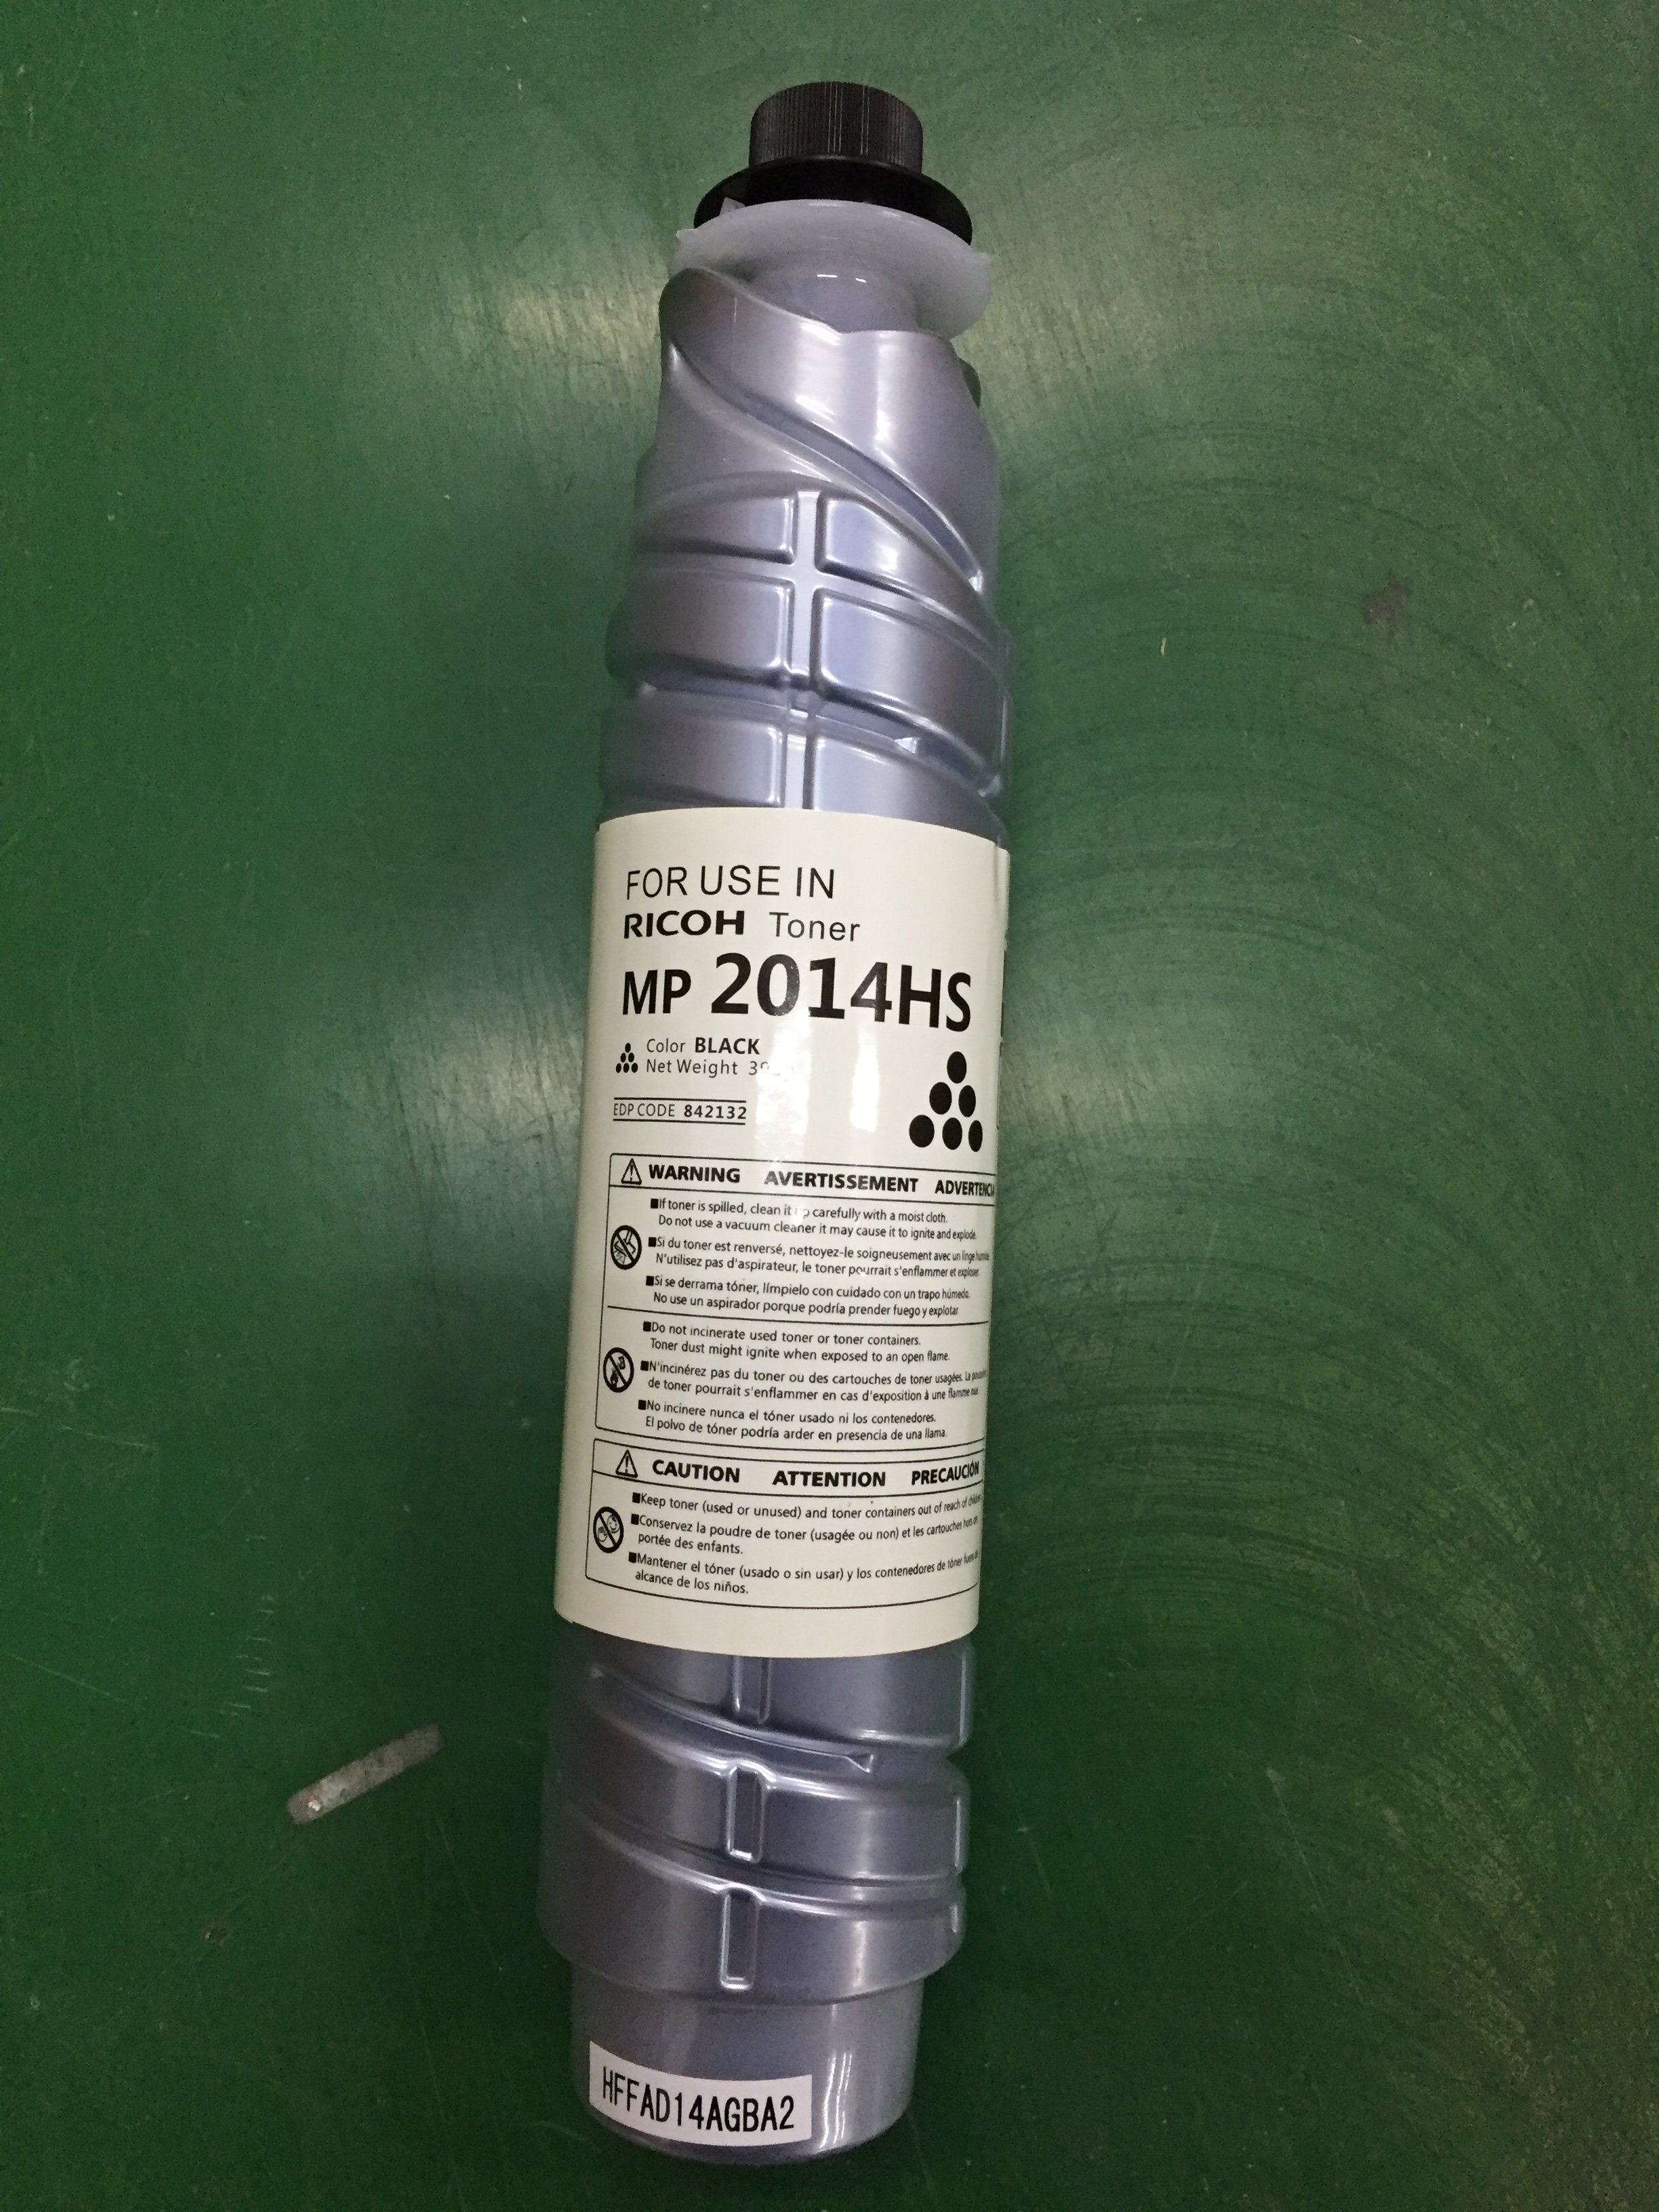 FOR USE IN
RICOH Toner
MP 2014HS
Color BLACK
Net Weight
EDP CODE 842132
WARNING AVERTISSEMENT
■If toner is spilled, clean it up carefully with a moist cloth.
Do not use a vacuum cleaner it may cause it to ignite and explode.
■Si du toner est renversé, nettoyez-le soigneusement avec un linge humide
N'utilisez pas d'aspirateur, le toner pourrait s'enflammer et exploser.
■Si se derrama tóner, límpielo con cuidado con un trapo húmedo.
No use un aspirador porque podría prender fuego y explotar.
■Do not incinerate used toner or toner containers.
Toner dust might ignite when exposed to an open flame.
■N'incinérez pas du toner ou des cartouches de toner usagées. La
de toner pourrait s'enflammer en cas d'exposition à une flamme nue
■No incinere nunca el tóner usado ni los contenedores.
El polvo de tóner podría arder en presencia de una llama.
CAUTION ATTENTION PRECAUCIÓN
■Keep toner (used or unused) and toner containers out of reach of
■Conservez la poudre de toner (usagée ou non) et les cartouches hors
portée des enfants.
■Mantener el tóner (usado o sin usar) y los contenedores de tóner
alcance de los niños.
HFFAD14AGBA2